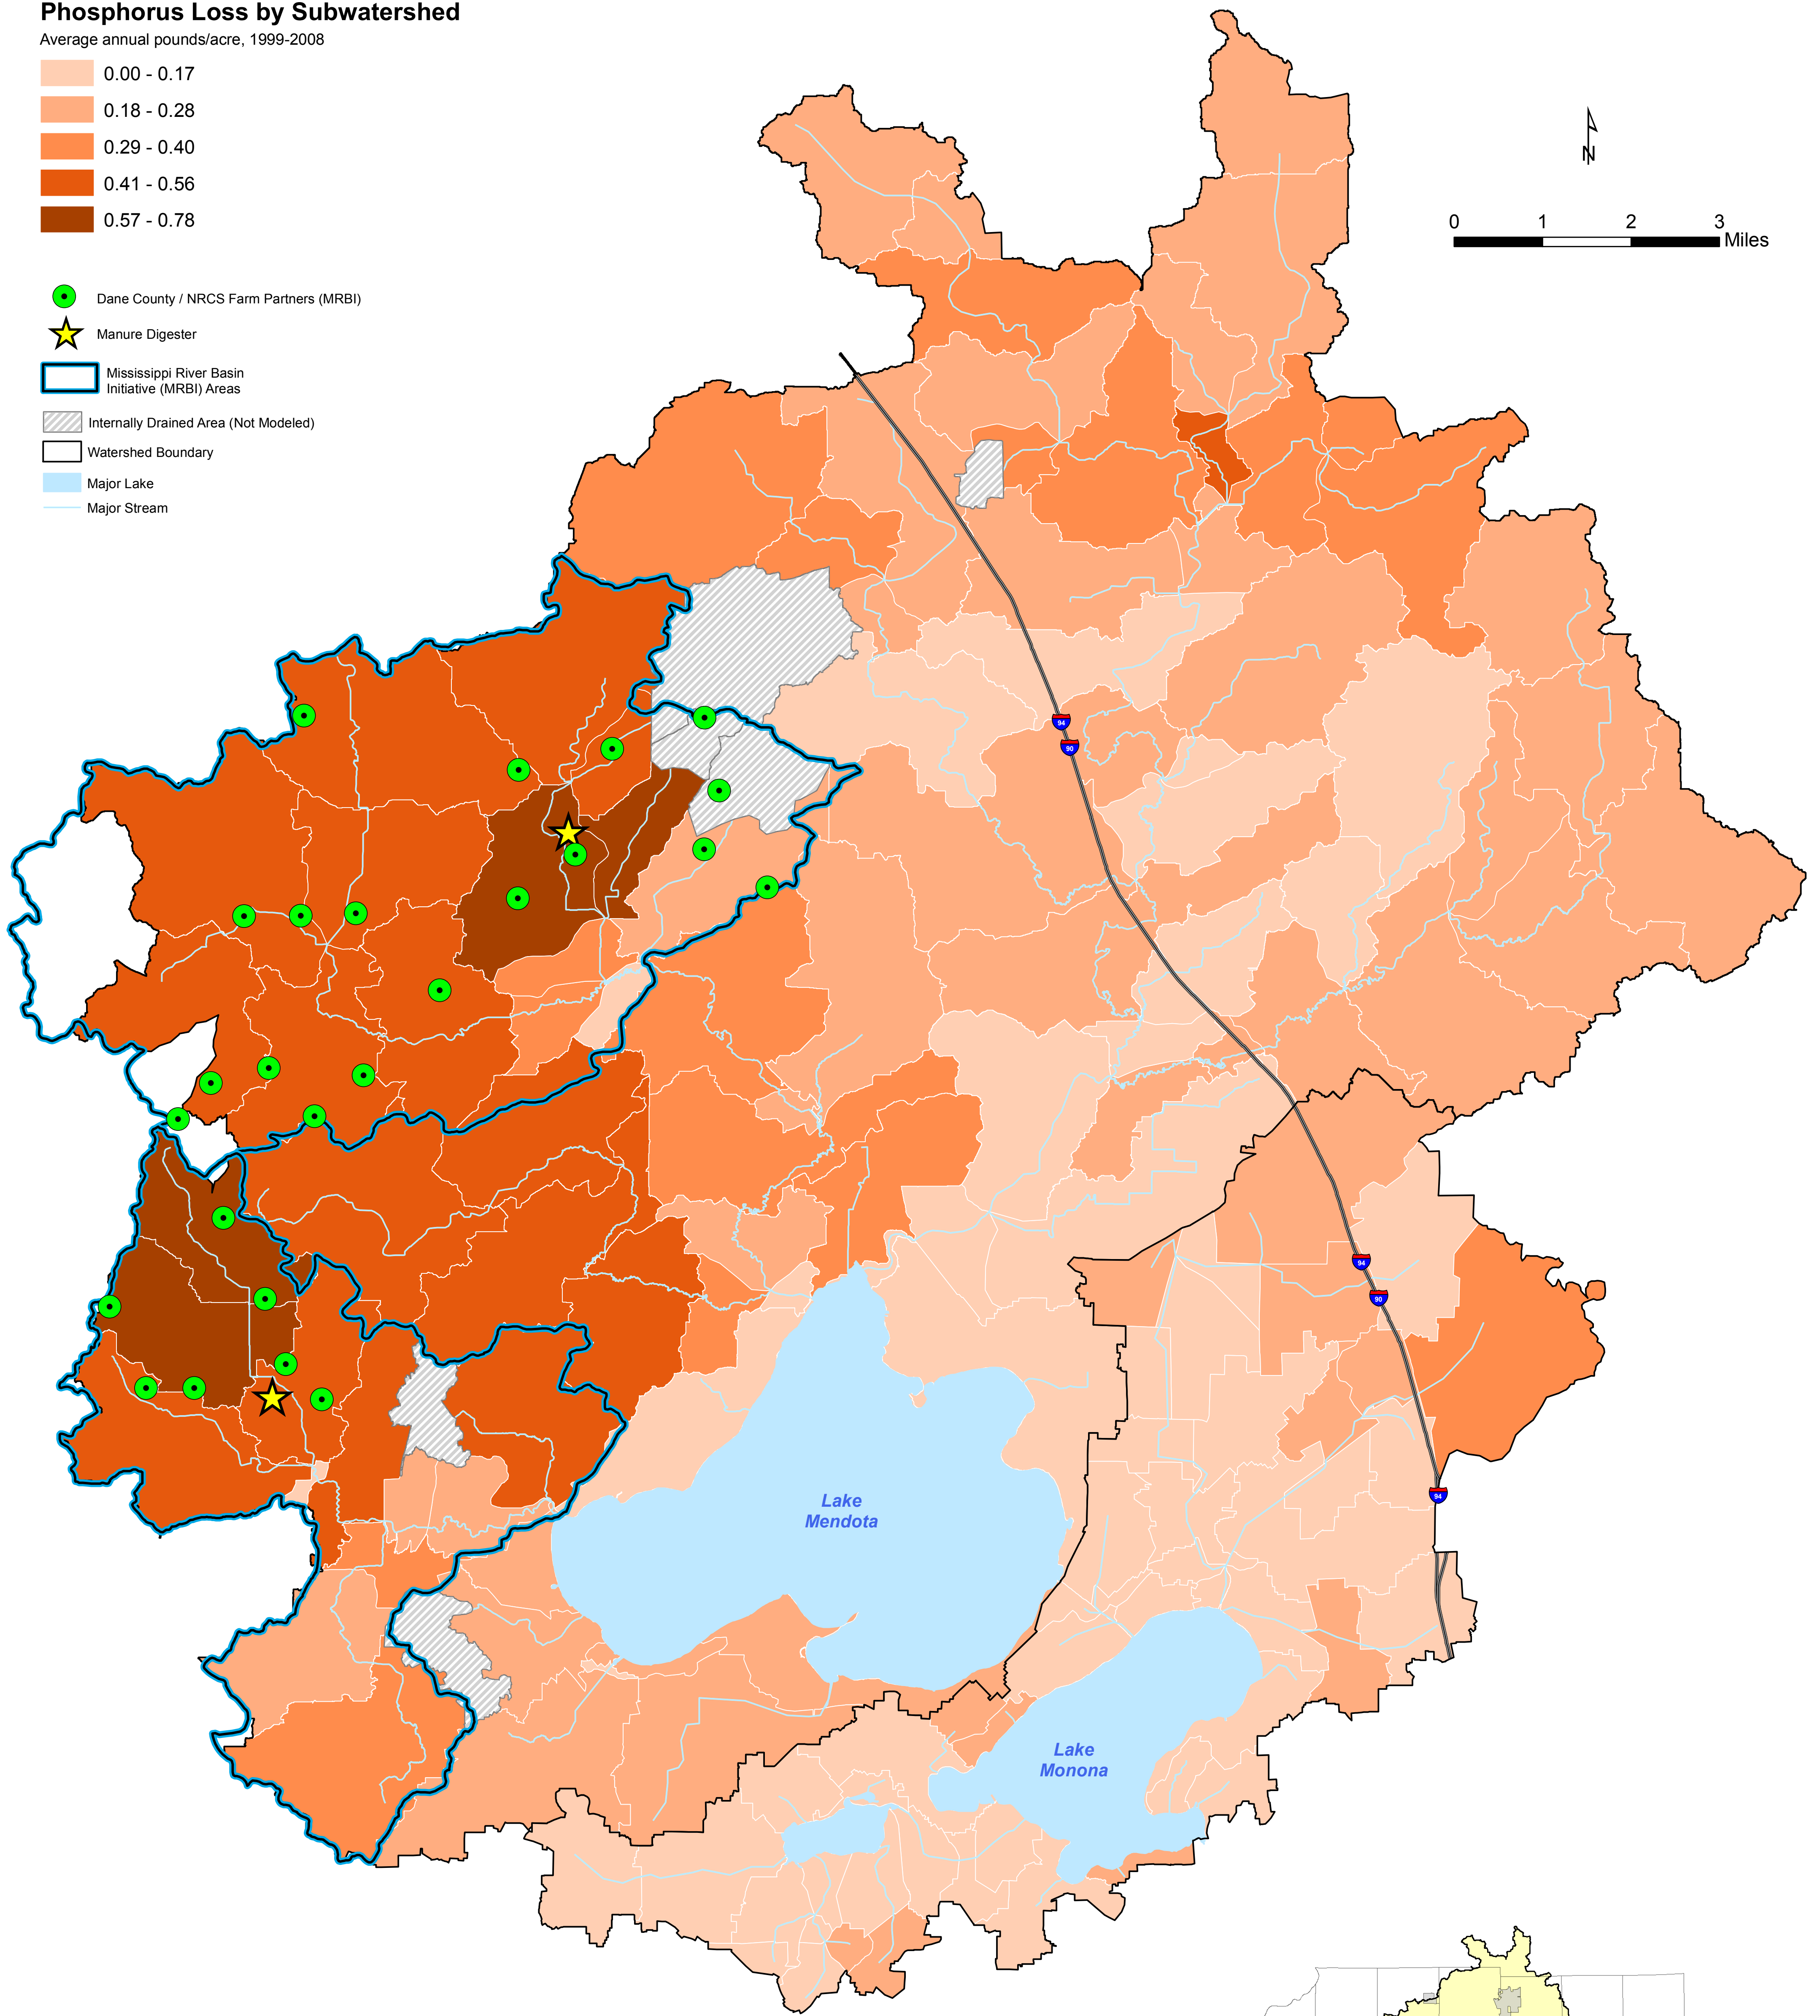 Phosphorus Loss by Subwatershed
Average annual pounds/acre, 1999-2008
0.00 - 0.17
0.18 - 0.28
0.29 - 0.40
0.41 - 0.56
0.57 - 0.78
Dane County / NRCS Farm Partners (MRBI)
Manure Digester
Mississippi River Basin
Initiative (MRBI) Areas
Internally Drained Area (Not Modeled)
Watershed Boundary
Major Lake
Major Stream
N
0 1 2 3
Miles
94
90
94
90
94
Lake
Mendota
Lake
Monona